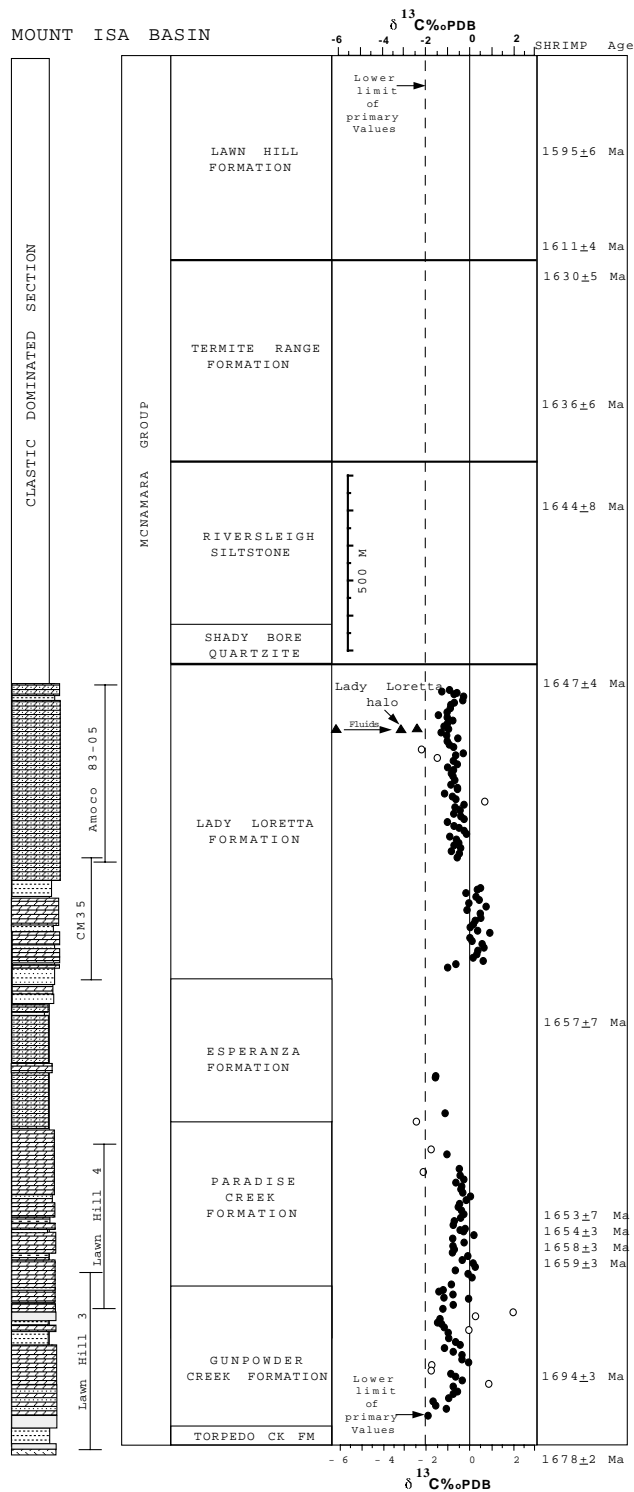 δ 13C‰PDB
MOUNT ISA BASIN
-6 -4 -2 0 2
SHRIMP Age
Lower
limit
of
primary
Values
CLASTIC DOMINATED SECTION
MCNAMARA GROUP
LAWN HILL
FORMATION
1595±6 Ma
1611±4 Ma
1630±5 Ma
TERMITE RANGE
FORMATION
1636±6 Ma
1644±8 Ma
RIVERSLEIGH
SILTSTONE
500 M
SHADY BORE
QUARTZITE
1647±4 Ma
Lady Loretta
halo
Fluids
Amoco 83-05
LADY LORETTA
FORMATION
CM35
1657±7 Ma
ESPERANZA
FORMATION
Lawn Hill 4
PARADISE
CREEK
FORMATION
1653±7 Ma
1654±3 Ma
1658±3 Ma
1659±3 Ma
Lawn Hill 3
GUNPOWDER
CREEK FORMATION
1694±3 Ma
Lower
limit
of
primary
Values
TORPEDO CK FM
1678±2 Ma
- 6 - 4 - 2 0 2
δ 13C‰PDB